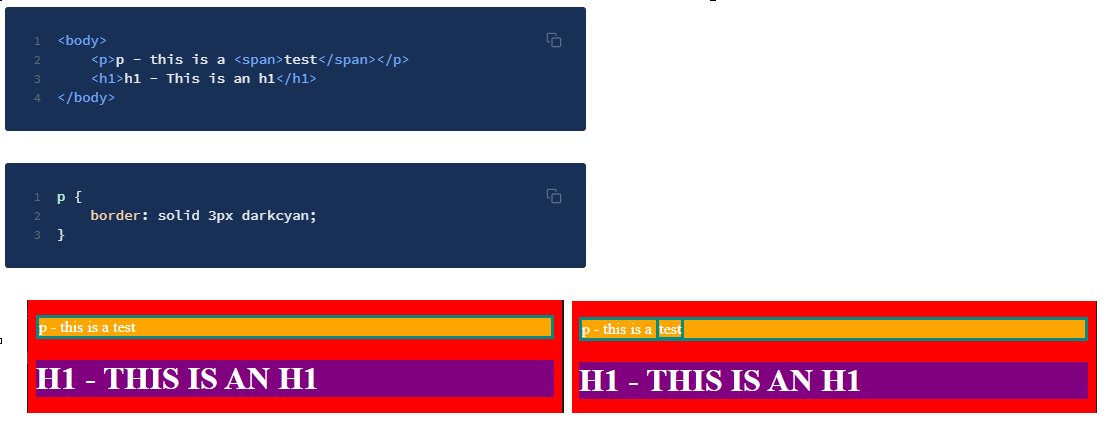 1 <body>
2     <p>p - this is a <span>test</span></p>
3     <h1>h1 - This is an h1</h1>
4 </body>
1 p {
2     border: solid 3px darkcyan;
3 }
p - this is a test
H1 - THIS IS AN H1
p - this is a test
H1 - THIS IS AN H1